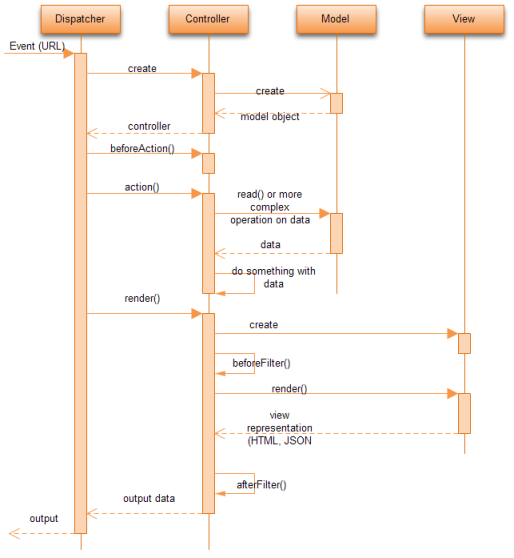 Dispatcher
Controller
Model
View
Event (URL)
create
create
model object
controller
beforeAction()
action()
read() or more
complex
operation on data
data
do something with
data
render()
create
beforeFilter()
render()
view
representation
(HTML, JSON
afterFilter()
output data
output